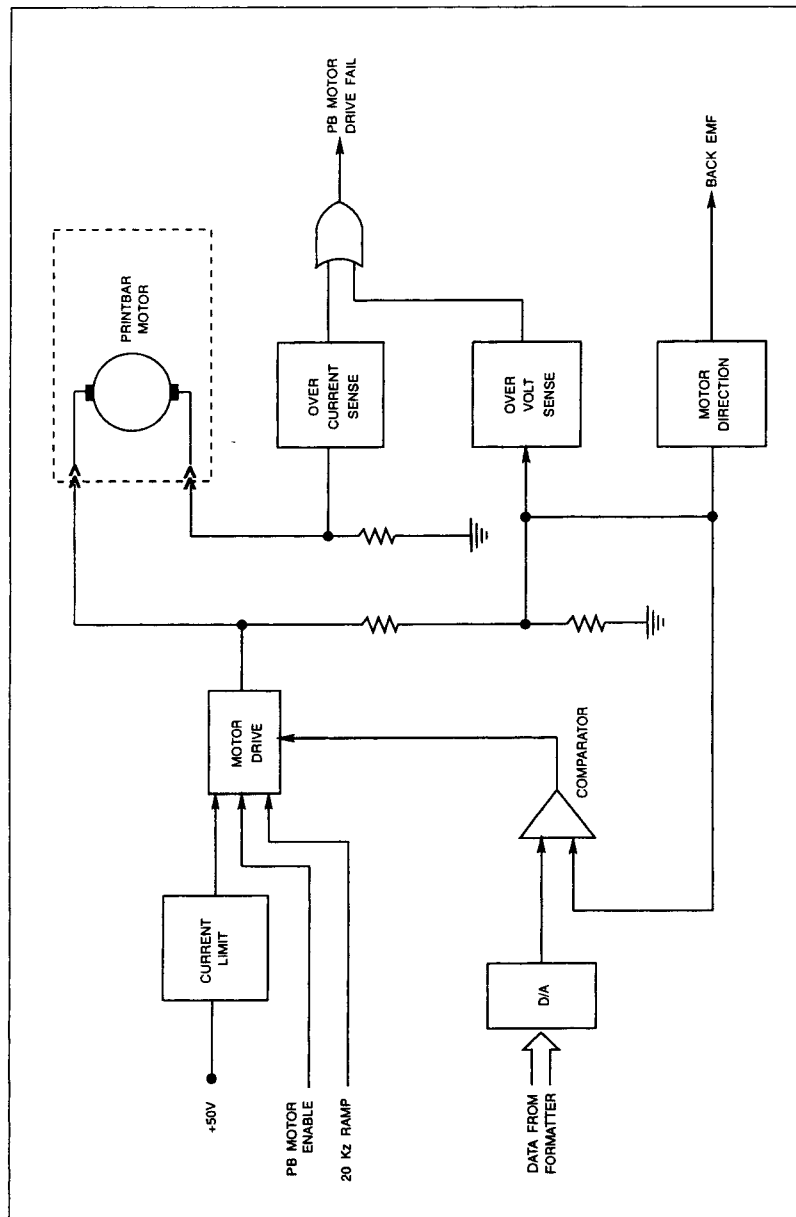 +50V
PB MOTOR
ENABLE
20 Kz RAMP
CURRENT
LIMIT
MOTOR
DRIVE
PRINTBAR
MOTOR
OVER
CURRENT
SENSE
PB MOTOR
DRIVE FAIL
DATA FROM
FORMATTER
D/A
COMPARATOR
OVER
VOLT
SENSE
MOTOR
DIRECTION
BACK EMF